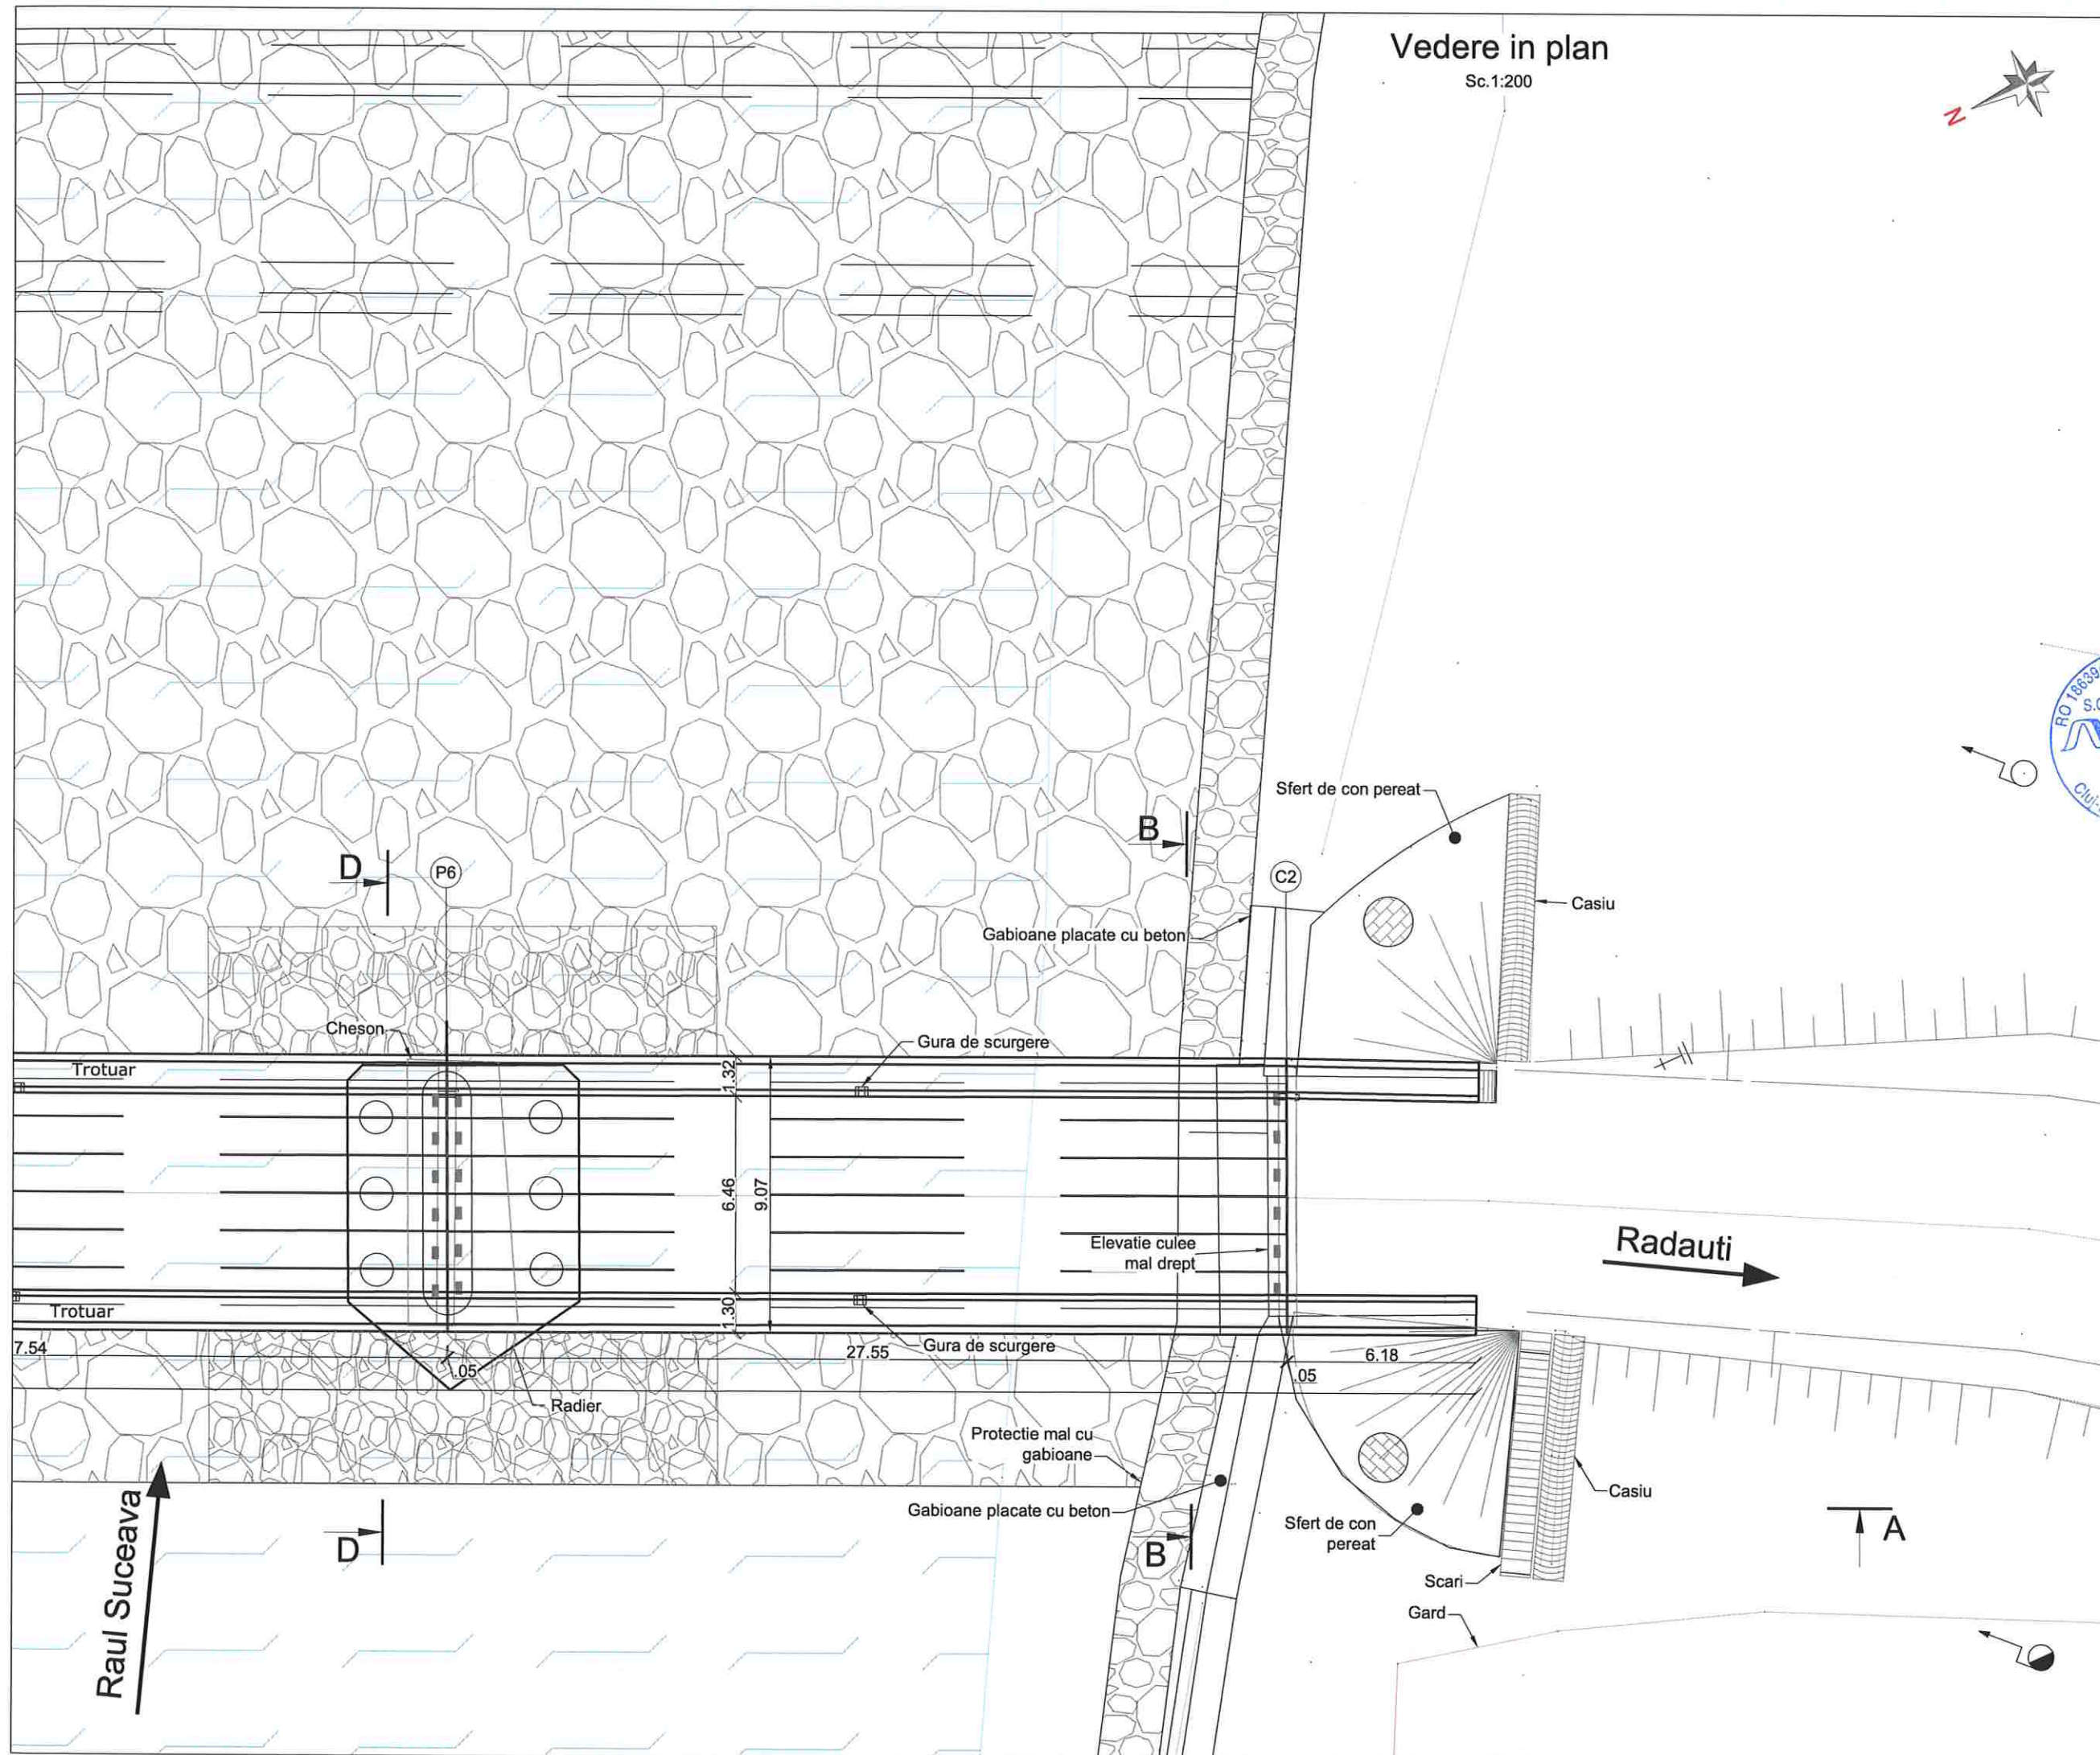 Vedere in plan
Sc.1:200
N
RO 18639
S.C
Cluj-
Sfert de con pereat
B
D
P6
C2
Casiu
Gabioane placate cu beton
Cheson
Gura de scurgere
Trotuar
1.32
6.46
9.07
Elevatie culee
mal drept
Radauti
Trotuar
1.30
7.54
27.55
Gura de scurgere
6.18
.05
.05
Radier
Protectie mal cu
gabioane
Casiu
Raul Suceava
Gabioane placate cu beton
Sfert de con
pereat
A
D
B
Scari
Gard